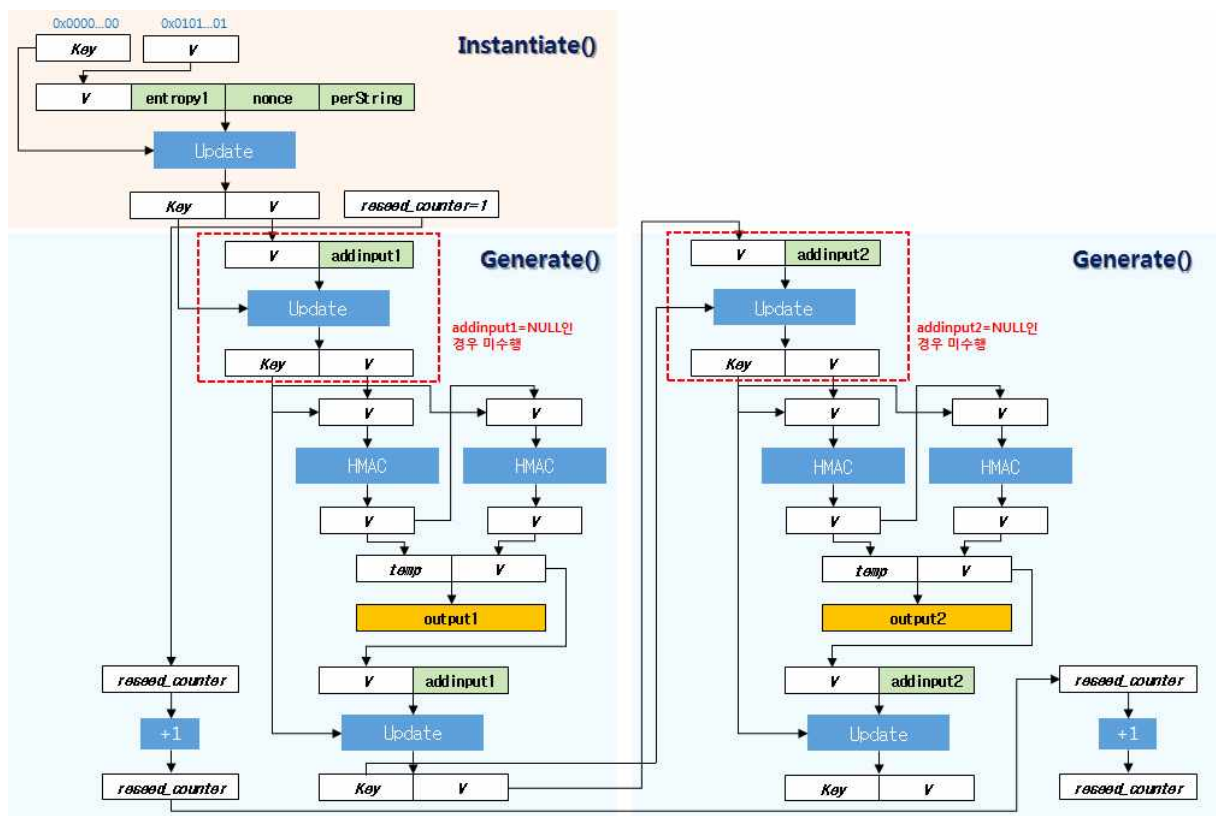 0x0000...00 0x0101...01
Key V
Instantiate()
V entropy1 nonce perString
Update
Key V reseed_counter=1
Generate()
V addinput1
Update
addinput1=NULL인
경우 미수행
Key V
V V
HMAC HMAC
V V
temp V
output1
reseed_counter
V addinput1
+1
Update
reseed_counter
Key V
Generate()
V addinput2
Update
addinput2=NULL인
경우 미수행
Key V
V V
HMAC HMAC
V V
temp V
output2
V addinput2
reseed_counter
Update
+1
Key V
reseed_counter